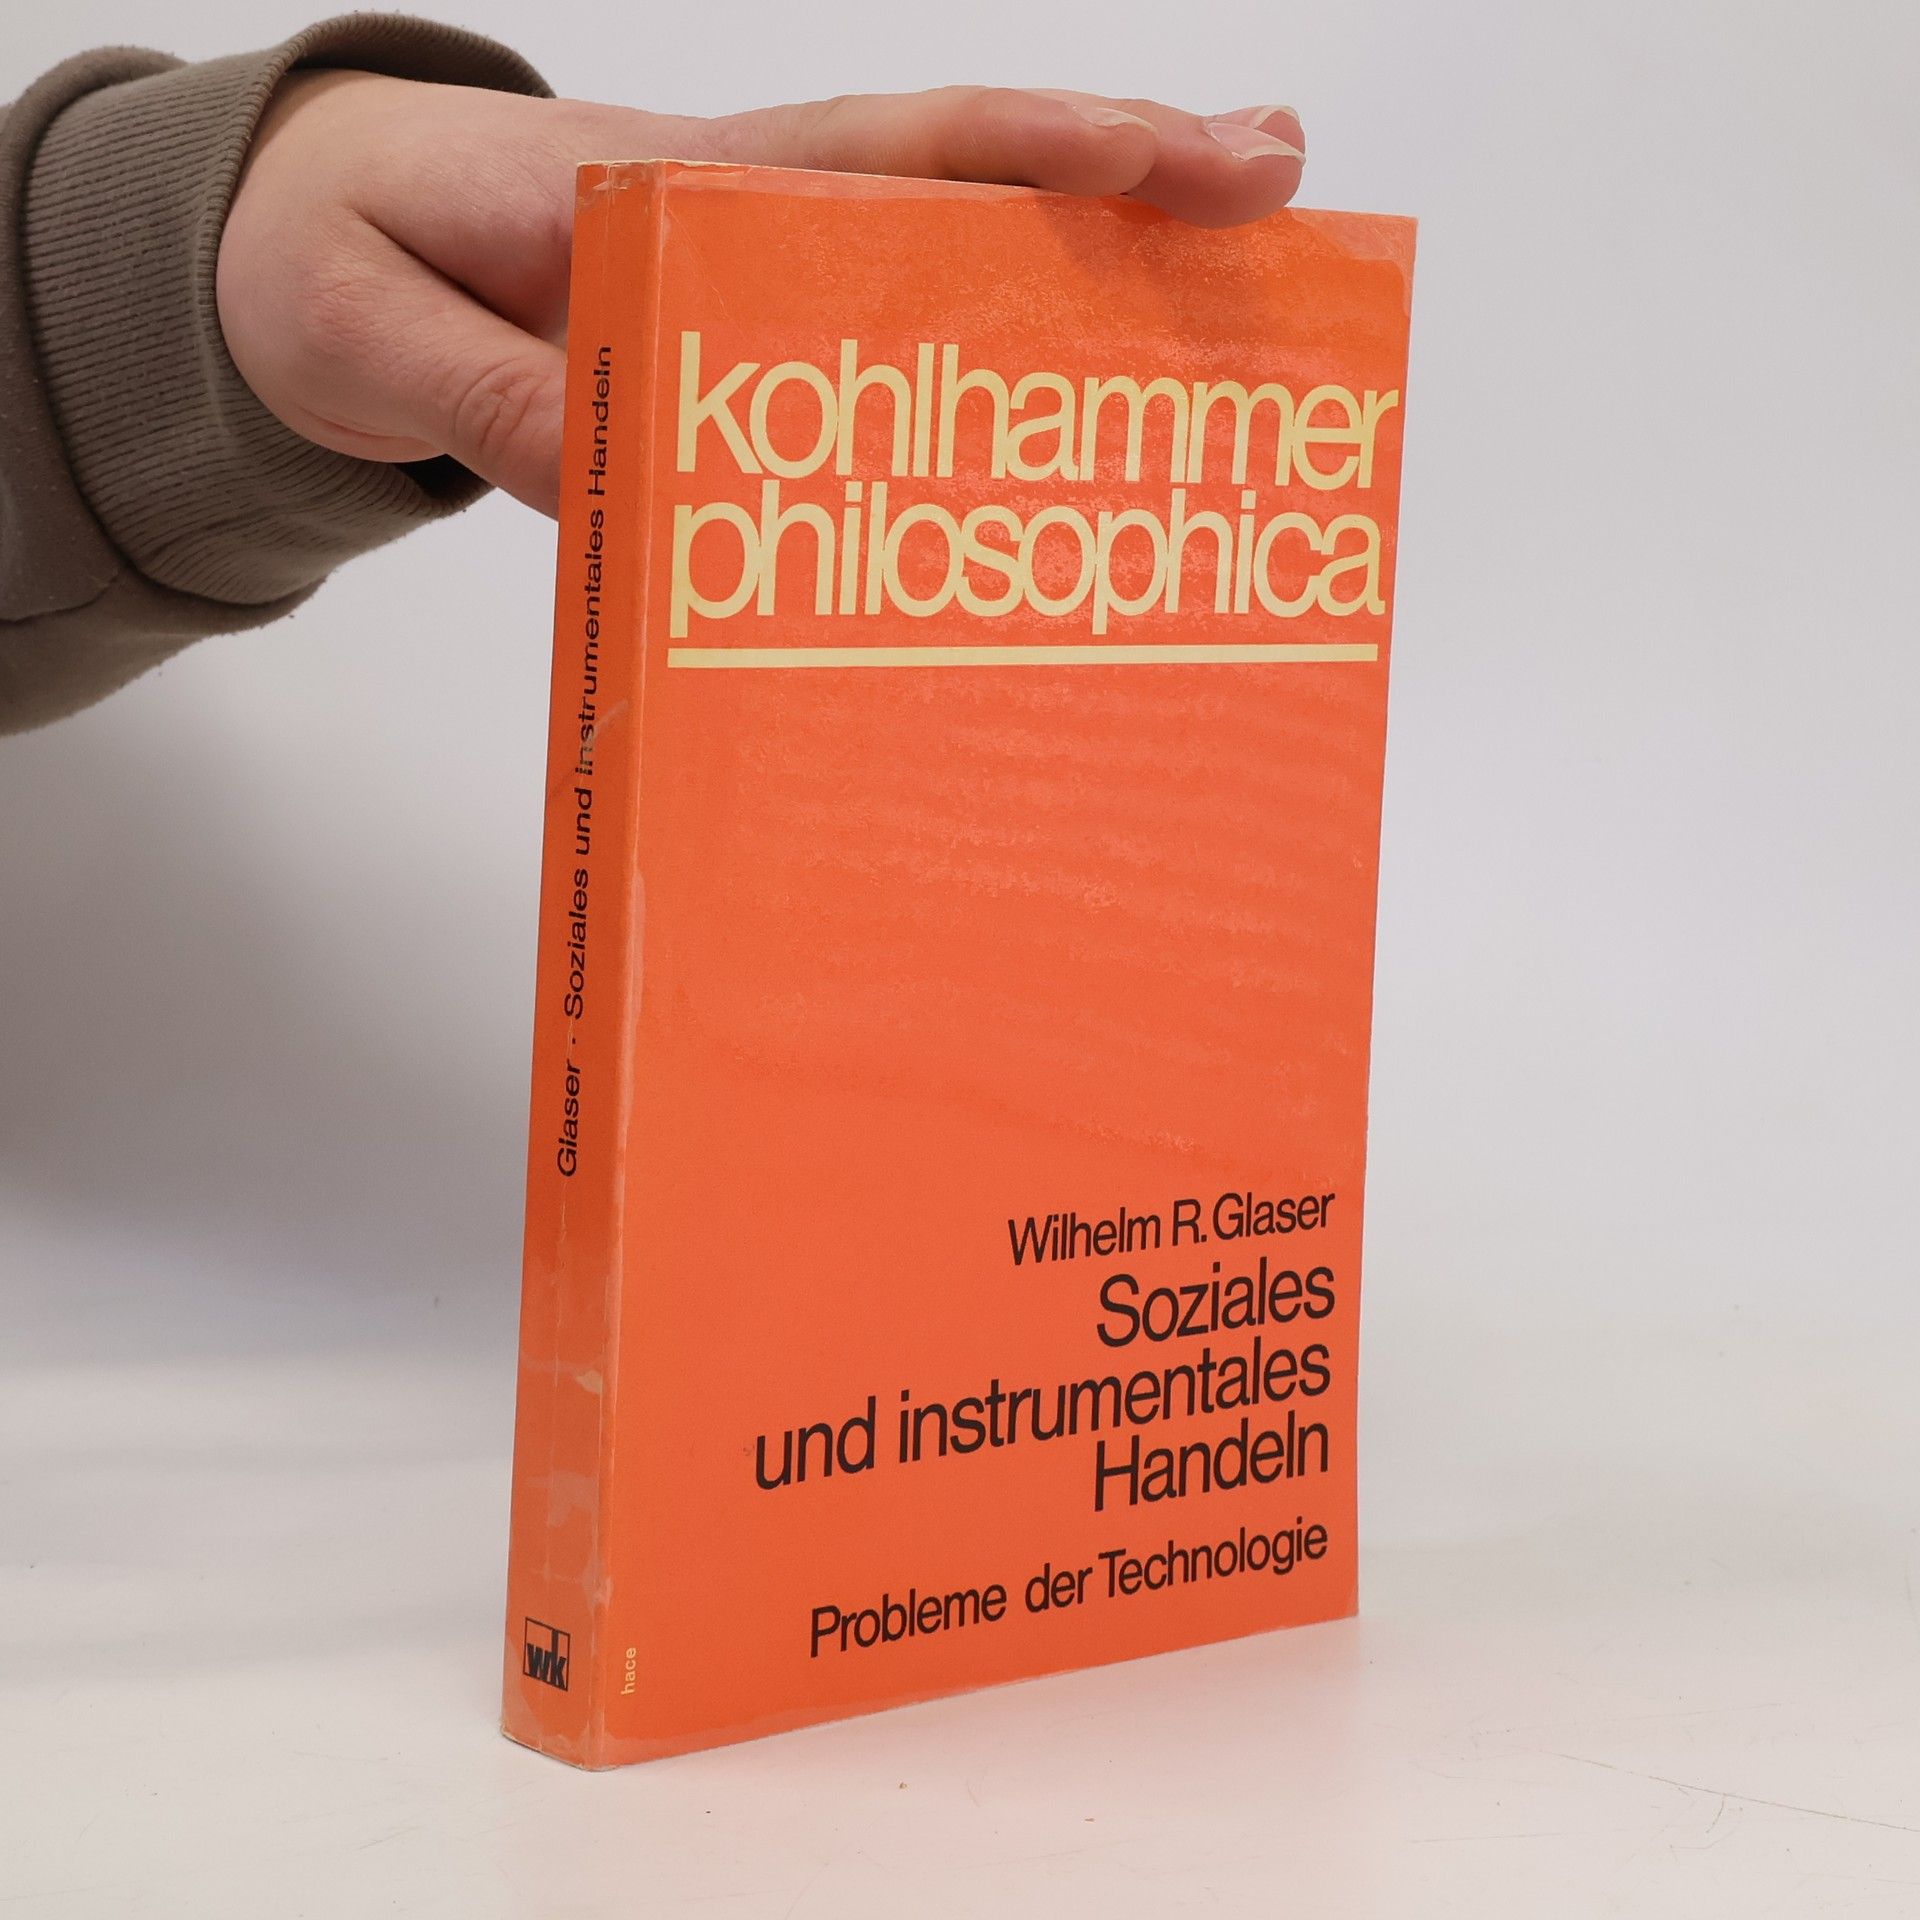 kohlhammer
philosophica
Wilhelm R. Glaser
Soziales
und instrumentales
Handeln
Probleme der Technologie
Glaser · Soziales und instrumentales Handeln
wk
hace